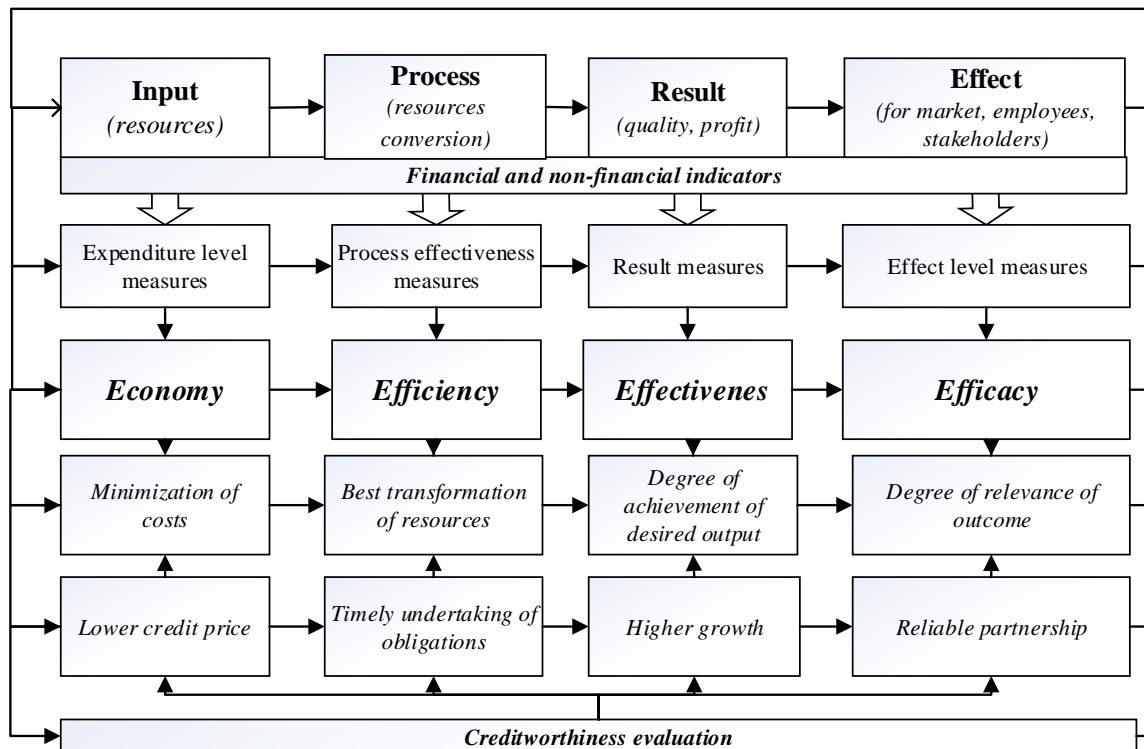 Input
(resources)
Process
(resources
conversion)
Result
(quality, profit)
Effect
(for market, employees,
stakeholders)
Financial and non-financial indicators
Expenditure level
measures
Process effectiveness
measures
Result measures
Effect level measures
Economy
Efficiency
Effectivenes
Efficacy
Minimization of
costs
Best transformation
of resources
Degree of
achievement of
desired output
Degree of relevance of
outcome
Lower credit price
Timely undertaking of
obligations
Higher growth
Reliable partnership
Creditworthiness evaluation